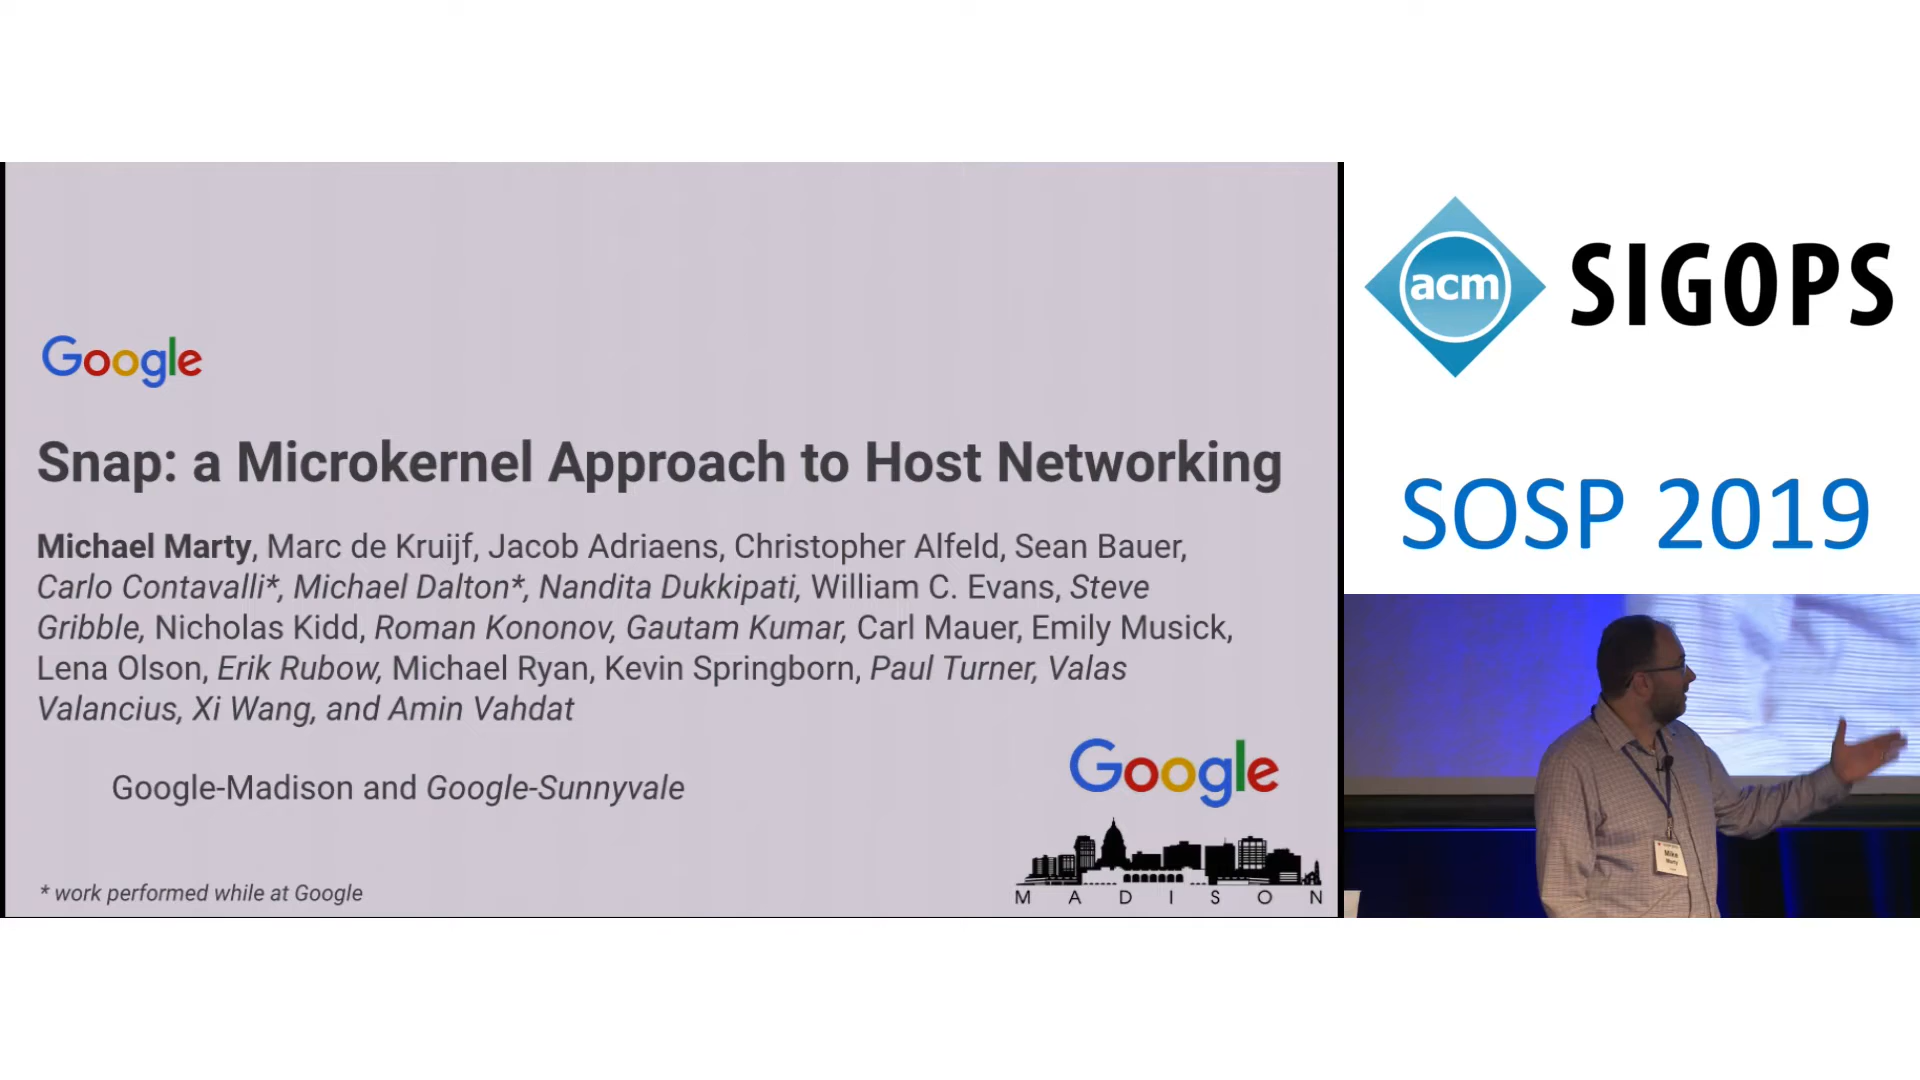 Google
Snap: a Microkernel Approach to Host Networking
Michael Marty, Marc de Kruijf, Jacob Adriaens, Christopher Alfeld, Sean Bauer,
Carlo Contavalli*, Michael Dalton*, Nandita Dukkipati, William C. Evans, Steve
Gribble, Nicholas Kidd, Roman Kononov, Gautam Kumar, Carl Mauer, Emily Musick,
Lena Olson, Erik Rubow, Michael Ryan, Kevin Springborn, Paul Turner, Valas
Valancius, Xi Wang, and Amin Vahdat
Google-Madison and Google-Sunnyvale
Google
MADISON
* work performed while at Google
acm SIGOPS
SOSP 2019
Mike
Marty